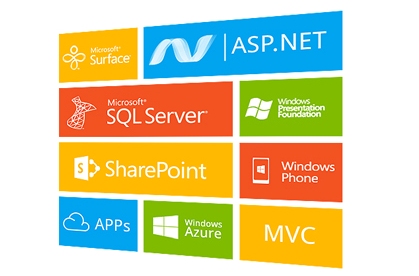 Microsoft®
Surface®
ASP.NET
Microsoft®
SQL Server®
Windows
Presentation
Foundation
S
SharePoint
Windows
Phone
APPs
Windows
Azure
MVC